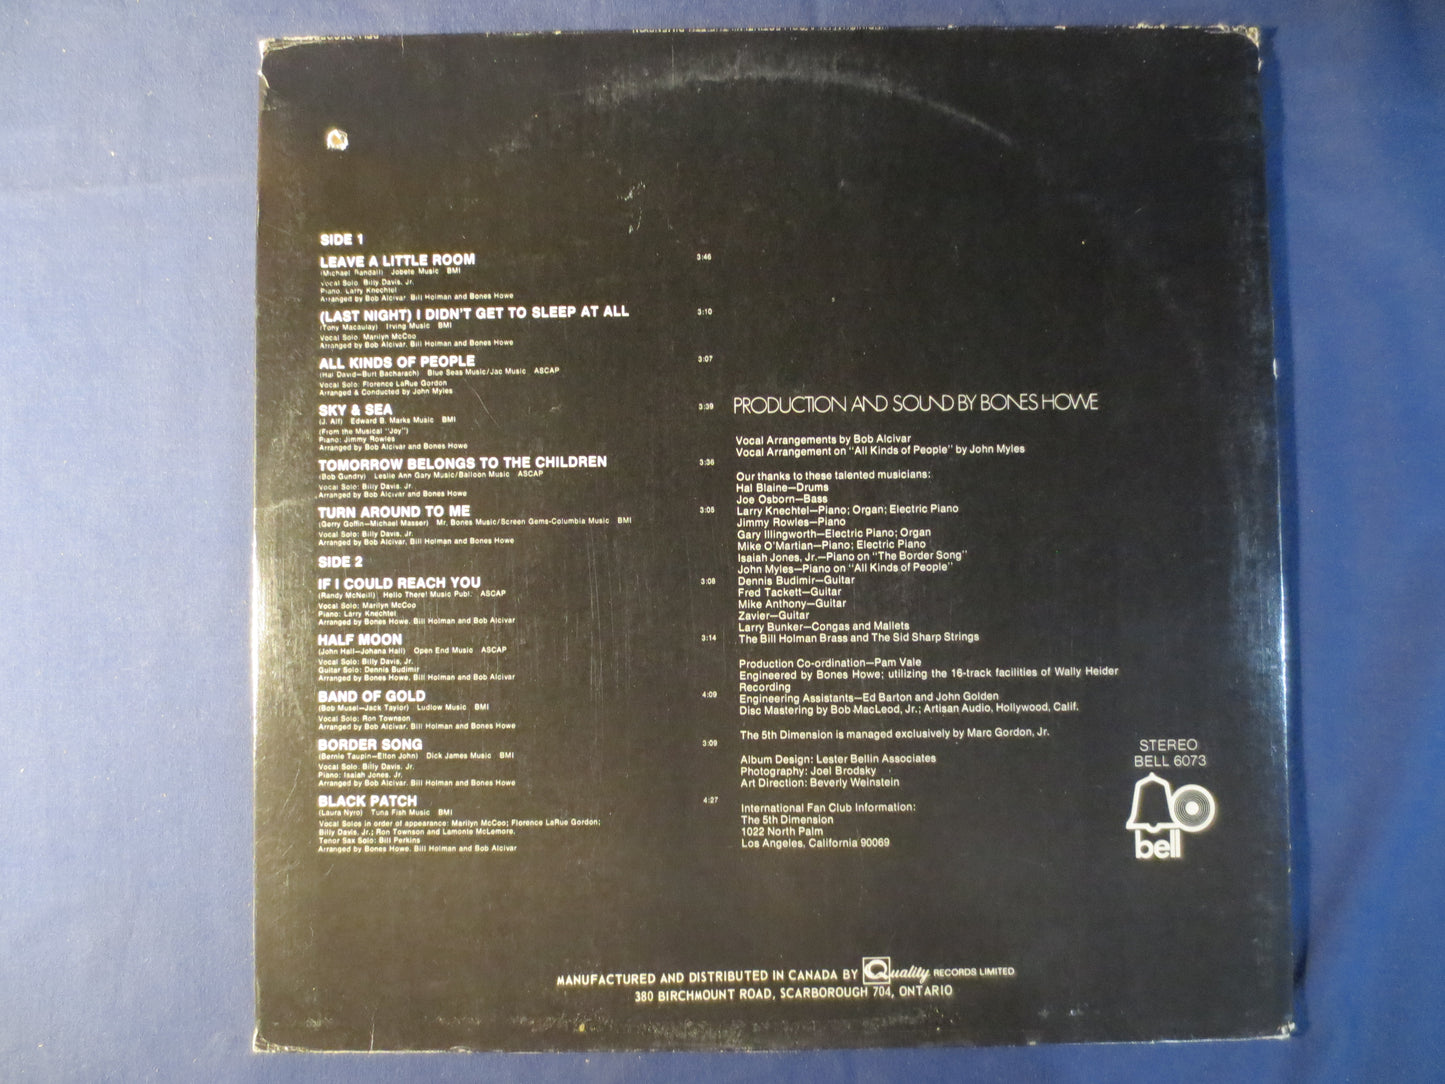 SIDE 1
LEAVE A LITTLE ROOM 3:46
(Michael Randall) Jobete Music BMI
Vocal Solo: Billy Davis, Jr.
Piano: Larry Knechtel
Arranged by Bob Alcivar, Bill Holman and Bones Howe
(LAST NIGHT) I DIDN'T GET TO SLEEP AT ALL 3:10
(Tony Macaulay) Irving Music BMI
Vocal Solo: Marilyn McCoo
Arranged by Bob Alcivar, Bill Holman and Bones Howe
ALL KINDS OF PEOPLE 3:07
(Hal David—Burt Bacharach) Blue Seas Music/Jac Music ASCAP
Vocal Solo: Florence LaRue Gordon
Arranged & Conducted by John Myles
SKY & SEA 3:39
(J. Alf) Edward B. Marks Music BMI
(From the Musical "Joy")
Piano: Jimmy Rowles
Arranged by Bob Alcivar and Bones Howe
TOMORROW BELONGS TO THE CHILDREN 3:36
(Bob Gundry) Leslie Ann Gary Music/Balloon Music ASCAP
Vocal Solo: Billy Davis, Jr.
Arranged by Bob Alcivar and Bones Howe
TURN AROUND TO ME 3:05
(Gerry Goffin—Michael Masser) Mr. Bones Music/Screen Gems-Columbia Music BMI
Vocal Solo: Billy Davis, Jr.
Arranged by Bob Alcivar, Bill Holman and Bones Howe
SIDE 2
IF I COULD REACH YOU 3:08
(Randy McNeill) Hello There! Music Publ. ASCAP
Vocal Solo: Marilyn McCoo
Piano: Larry Knechtel
Arranged by Bones Howe, Bill Holman and Bob Alcivar
HALF MOON 3:14
(John Hall—Johana Hall) Open End Music ASCAP
Vocal Solo: Billy Davis, Jr.
Guitar Solo: Dennis Budimir
Arranged by Bones Howe, Bill Holman and Bob Alcivar
BAND OF GOLD 4:09
(Bob Musel—Jack Taylor) Ludlow Music BMI
Vocal Solo: Ron Townson
Arranged by Bob Alcivar, Bill Holman and Bones Howe
BORDER SONG 3:09
(Bernie Taupin—Elton John) Dick James Music BMI
Vocal Solo: Billy Davis, Jr.
Piano: Isaiah Jones, Jr.
Arranged by Bob Alcivar, Bill Holman and Bones Howe
BLACK PATCH 4:27
(Laura Nyro) Tuna Fish Music BMI
Vocal Solos in order of appearance: Marilyn McCoo; Florence LaRue Gordon;
Billy Davis, Jr.; Ron Townson and Lamonte McLemore.
Tenor Sax Solo: Bill Perkins
Arranged by Bones Howe, Bill Holman and Bob Alcivar
PRODUCTION AND SOUND BY BONES HOWE
Vocal Arrangements by Bob Alcivar
Vocal Arrangement on "All Kinds of People" by John Myles
Our thanks to these talented musicians:
Hal Blaine—Drums
Joe Osborn—Bass
Larry Knechtel—Piano; Organ; Electric Piano
Jimmy Rowles—Piano
Gary Illingworth—Electric Piano; Organ
Mike O'Martian—Piano; Electric Piano
Isaiah Jones, Jr.—Piano on "The Border Song"
John Myles—Piano on "All Kinds of People"
Dennis Budimir—Guitar
Fred Tackett—Guitar
Mike Anthony—Guitar
Zavier—Guitar
Larry Bunker—Congas and Mallets
The Bill Holman Brass and The Sid Sharp Strings
Production Co-ordination—Pam Vale
Engineered by Bones Howe; utilizing the 16-track facilities of Wally Heider
Recording
Engineering Assistants—Ed Barton and John Golden
Disc Mastering by Bob MacLeod, Jr.; Artisan Audio, Hollywood, Calif.
The 5th Dimension is managed exclusively by Marc Gordon, Jr.
Album Design: Lester Bellin Associates
Photography: Joel Brodsky
Art Direction: Beverly Weinstein
International Fan Club Information:
The 5th Dimension
1022 North Palm
Los Angeles, California 90069
STEREO
BELL 6073
bell
MANUFACTURED AND DISTRIBUTED IN CANADA BY Quality RECORDS LIMITED
380 BIRCHMOUNT ROAD, SCARBOROUGH 704, ONTARIO